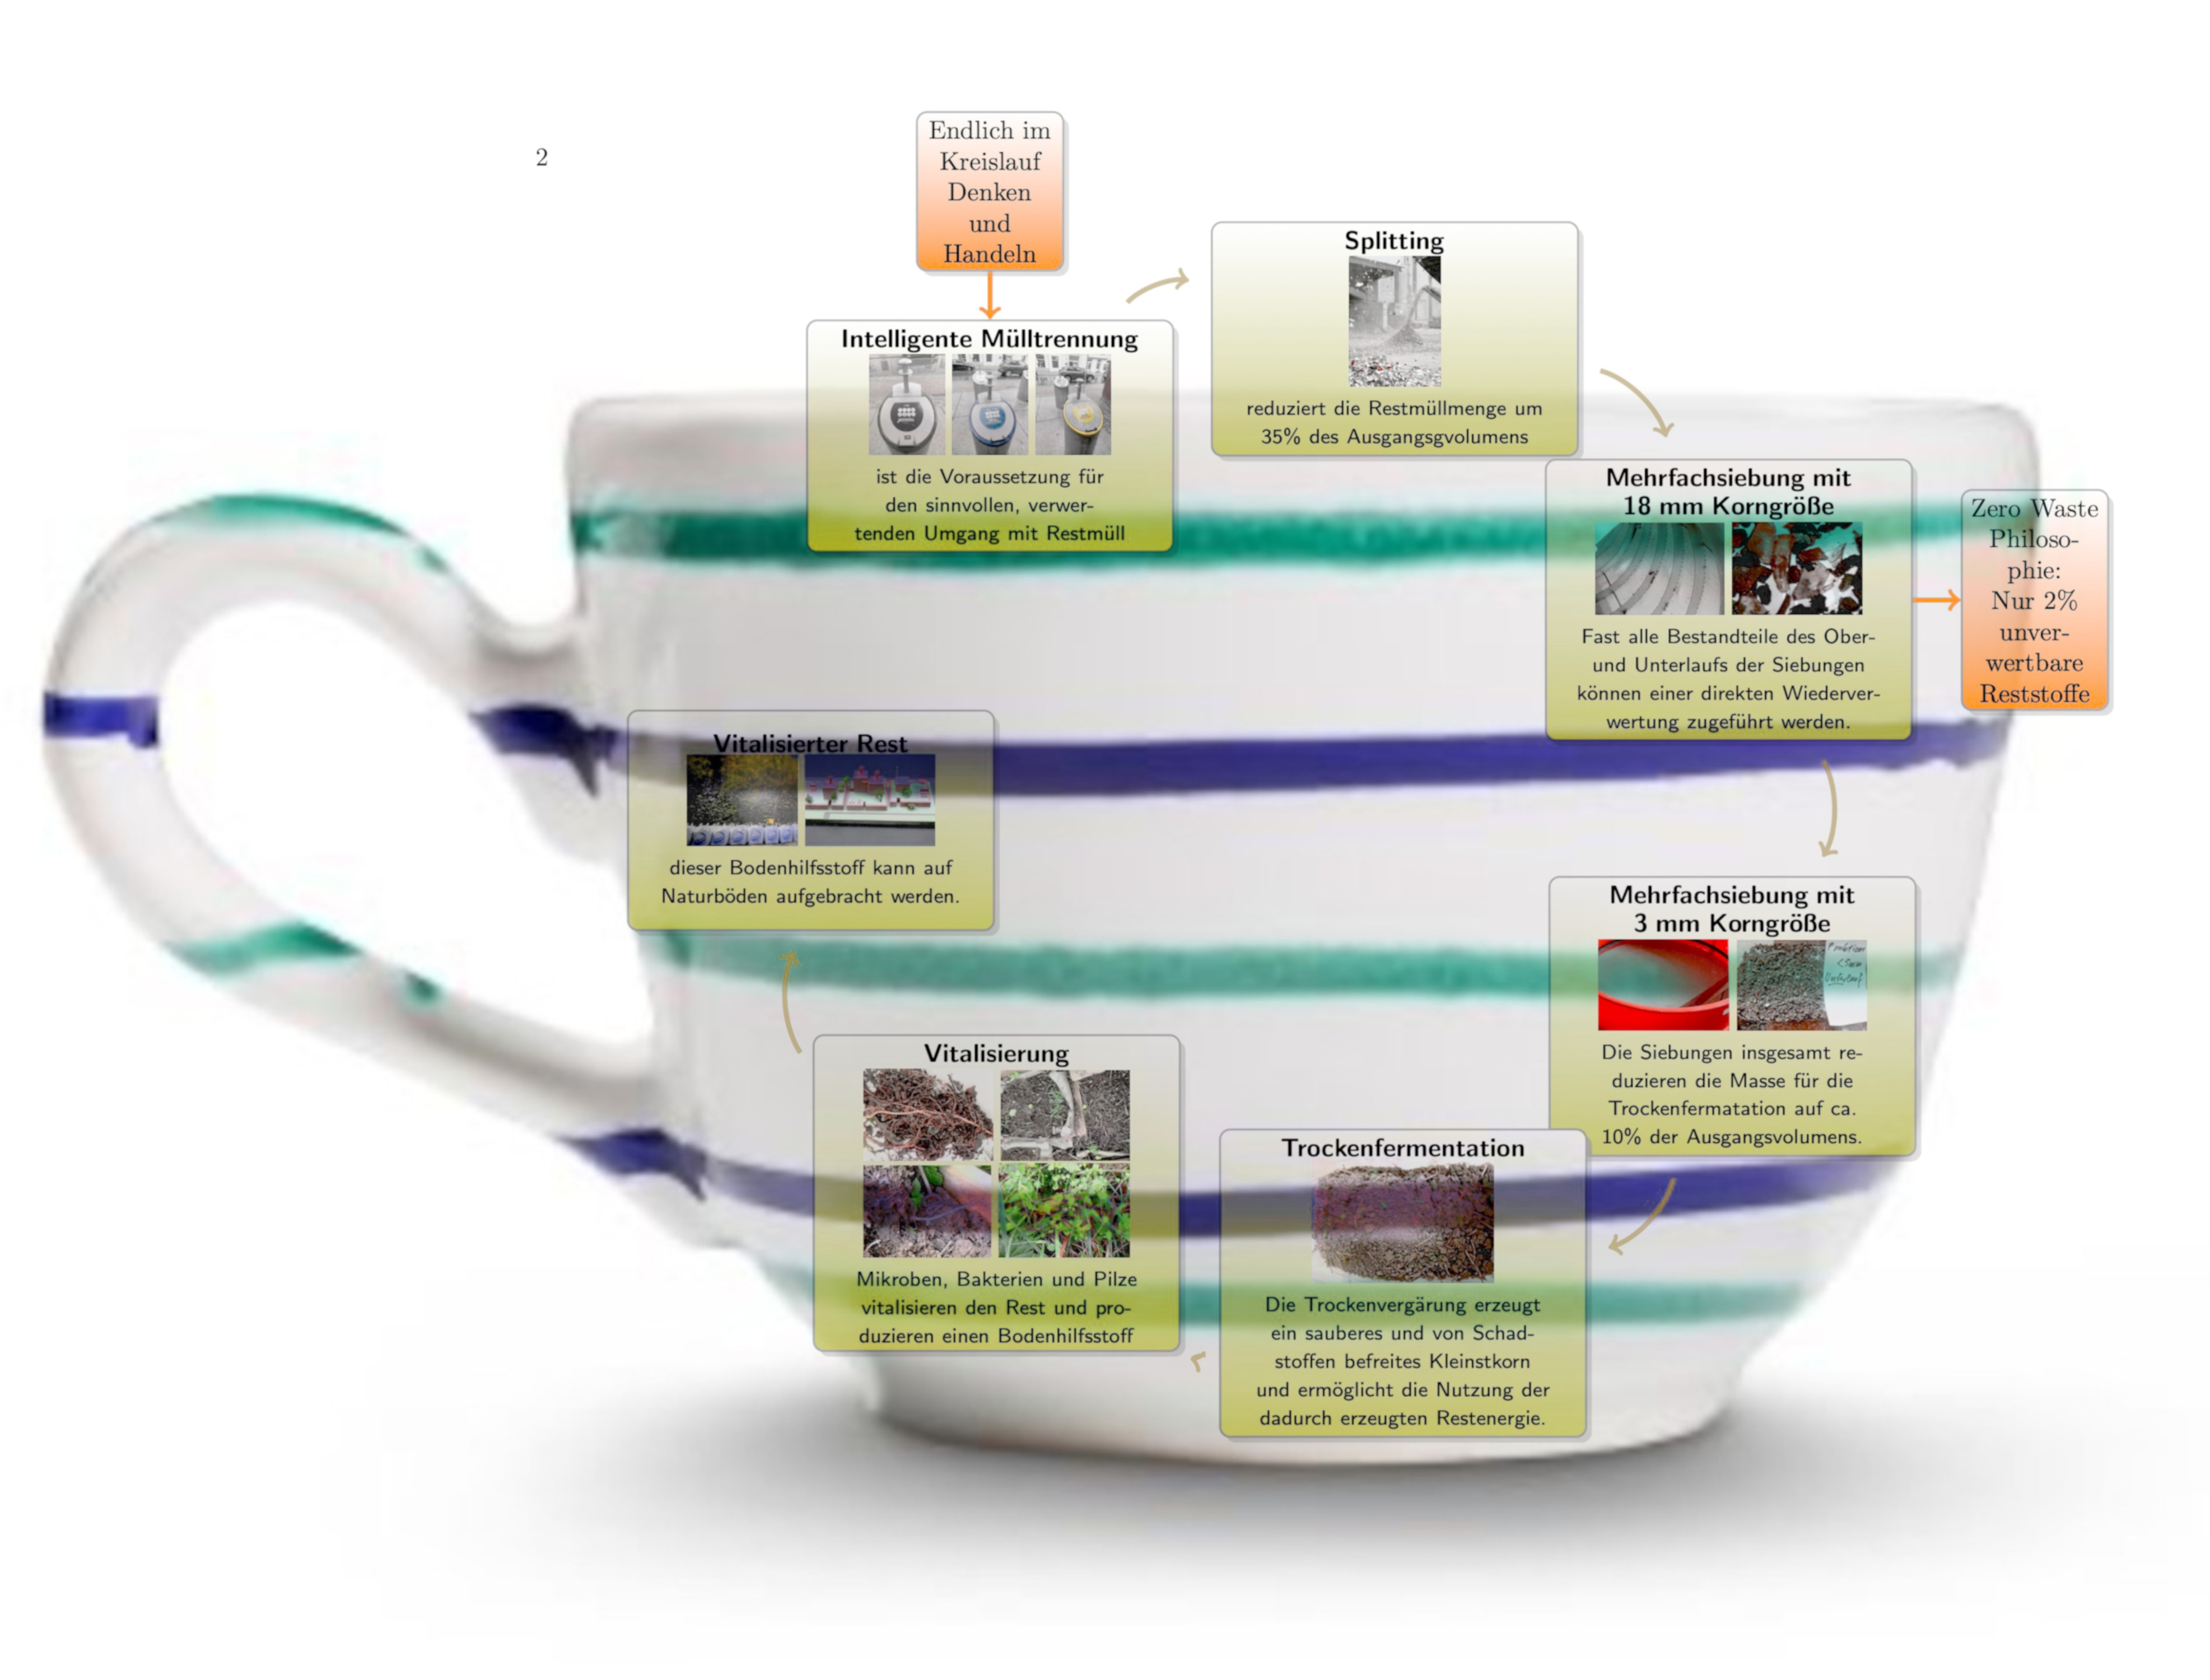 2
Endlich im
Kreislauf
Denken
und
Handeln
Intelligente Mülltrennung
ist die Voraussetzung für
den sinnvollen, verwer-
tenden Umgang mit Restmüll
Splitting
reduziert die Restmüllmenge um
35% des Ausgangsgvolumens
Mehrfachsiebung mit
18 mm Korngröße
Fast alle Bestandteile des Ober-
und Unterlaufs der Siebungen
können einer direkten Wiederver-
wertung zugeführt werden.
Zero Waste
Philoso-
phie:
Nur 2%
unver-
wertbare
Reststoffe
Mehrfachsiebung mit
3 mm Korngröße
Die Siebungen insgesamt re-
duzieren die Masse für die
Trockenfermatation auf ca.
10% der Ausgangsvolumens.
Trockenfermentation
Die Trockenvergärung erzeugt
ein sauberes und von Schad-
stoffen befreites Kleinstkorn
und ermöglicht die Nutzung der
dadurch erzeugten Restenergie.
Vitalisierung
Mikroben, Bakterien und Pilze
vitalisieren den Rest und pro-
duzieren einen Bodenhilfsstoff
Vitalisierter Rest
dieser Bodenhilfsstoff kann auf
Naturböden aufgebracht werden.